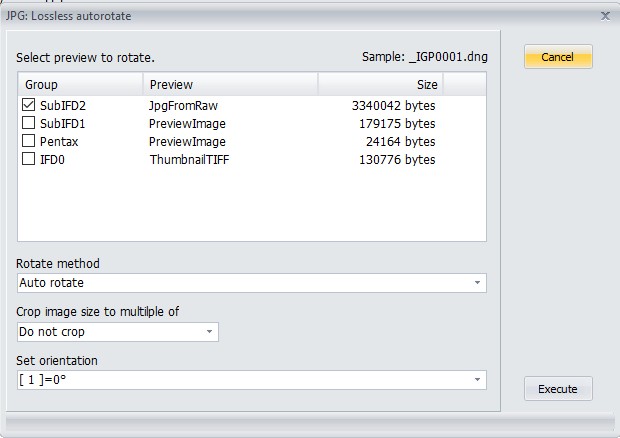 JPG: Lossless autorotate
Select preview to rotate. Sample: _IGP0001.dng
Cancel
Group Preview Size
SubIFD2 JpgFromRaw 3340042 bytes
SubIFD1 PreviewImage 179175 bytes
Pentax PreviewImage 24164 bytes
IFD0 ThumbnailTIFF 130776 bytes
Rotate method
Auto rotate
Crop image size to multilple of
Do not crop
Set orientation
[ 1 ]=0°
Execute